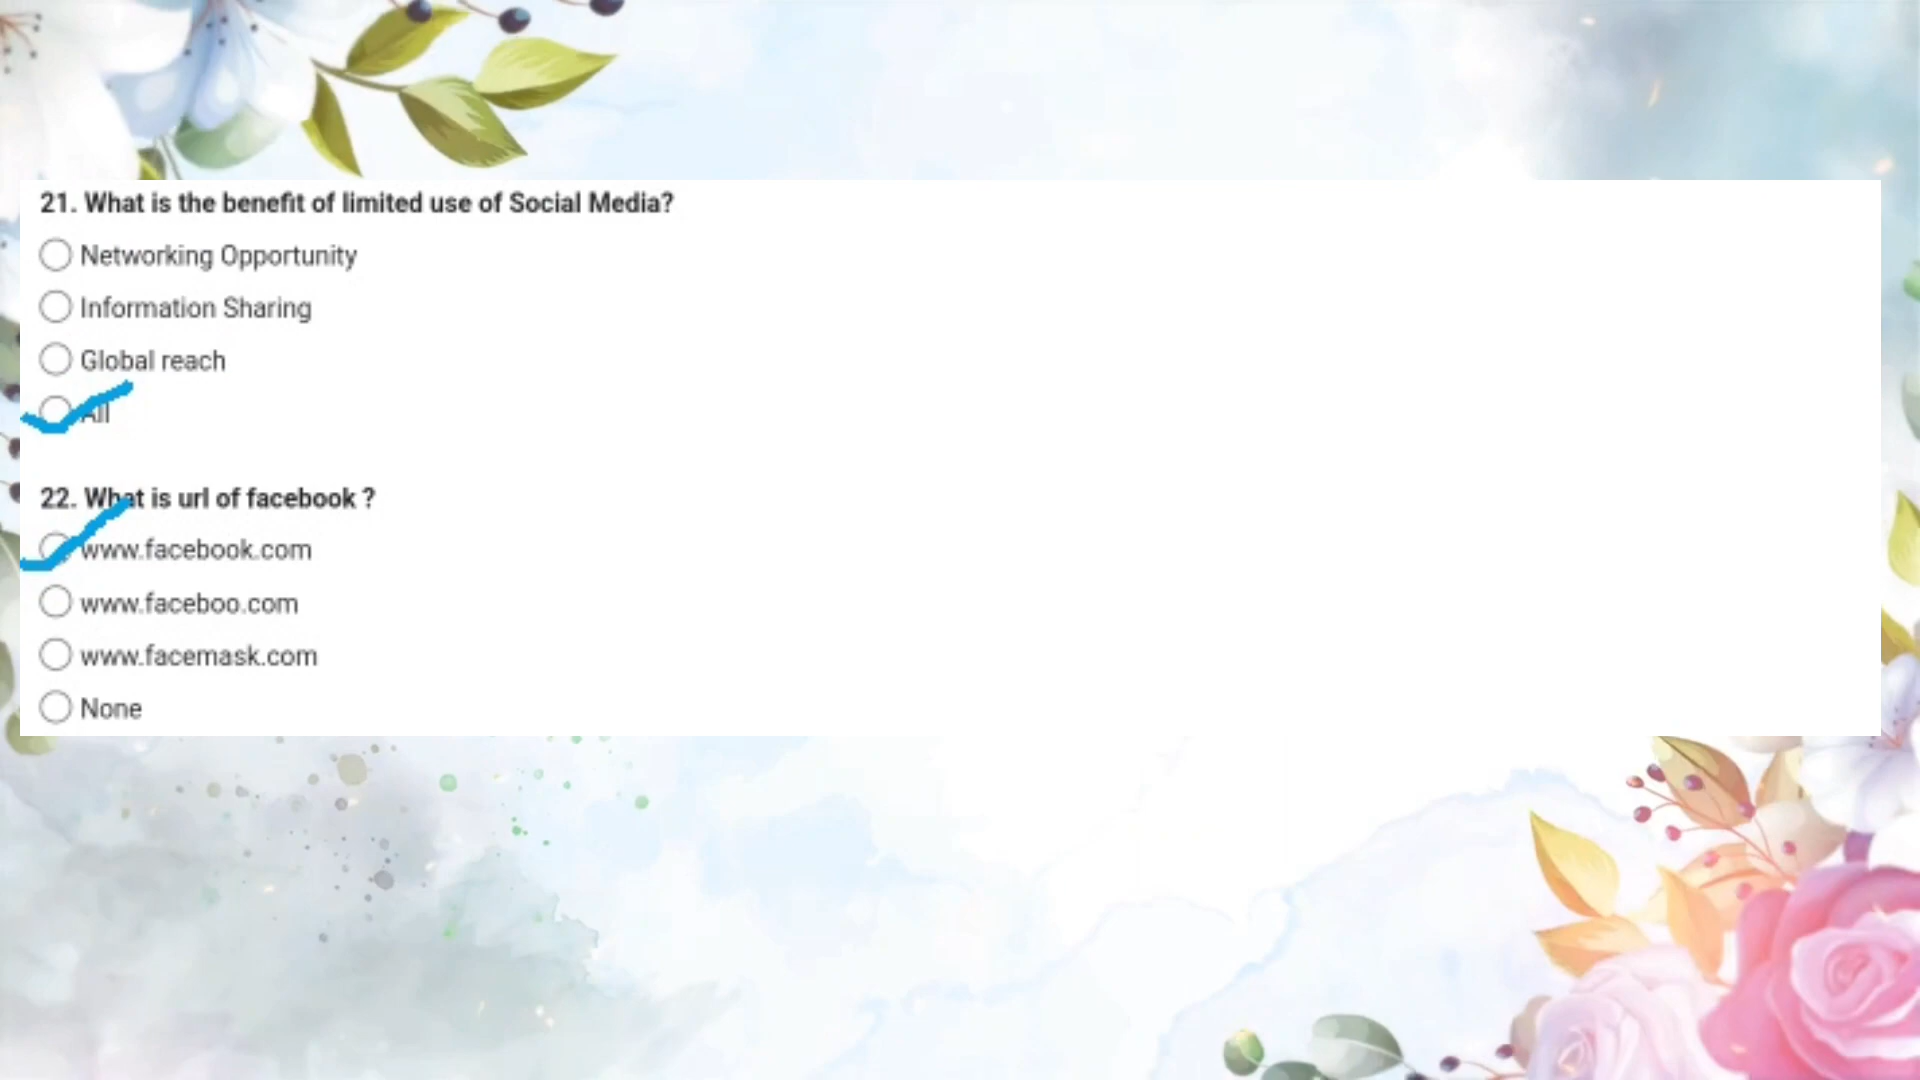 21. What is the benefit of limited use of Social Media?
Networking Opportunity
Information Sharing
Global reach
All
22. What is url of facebook ?
www.facebook.com
www.faceboo.com
www.facemask.com
None